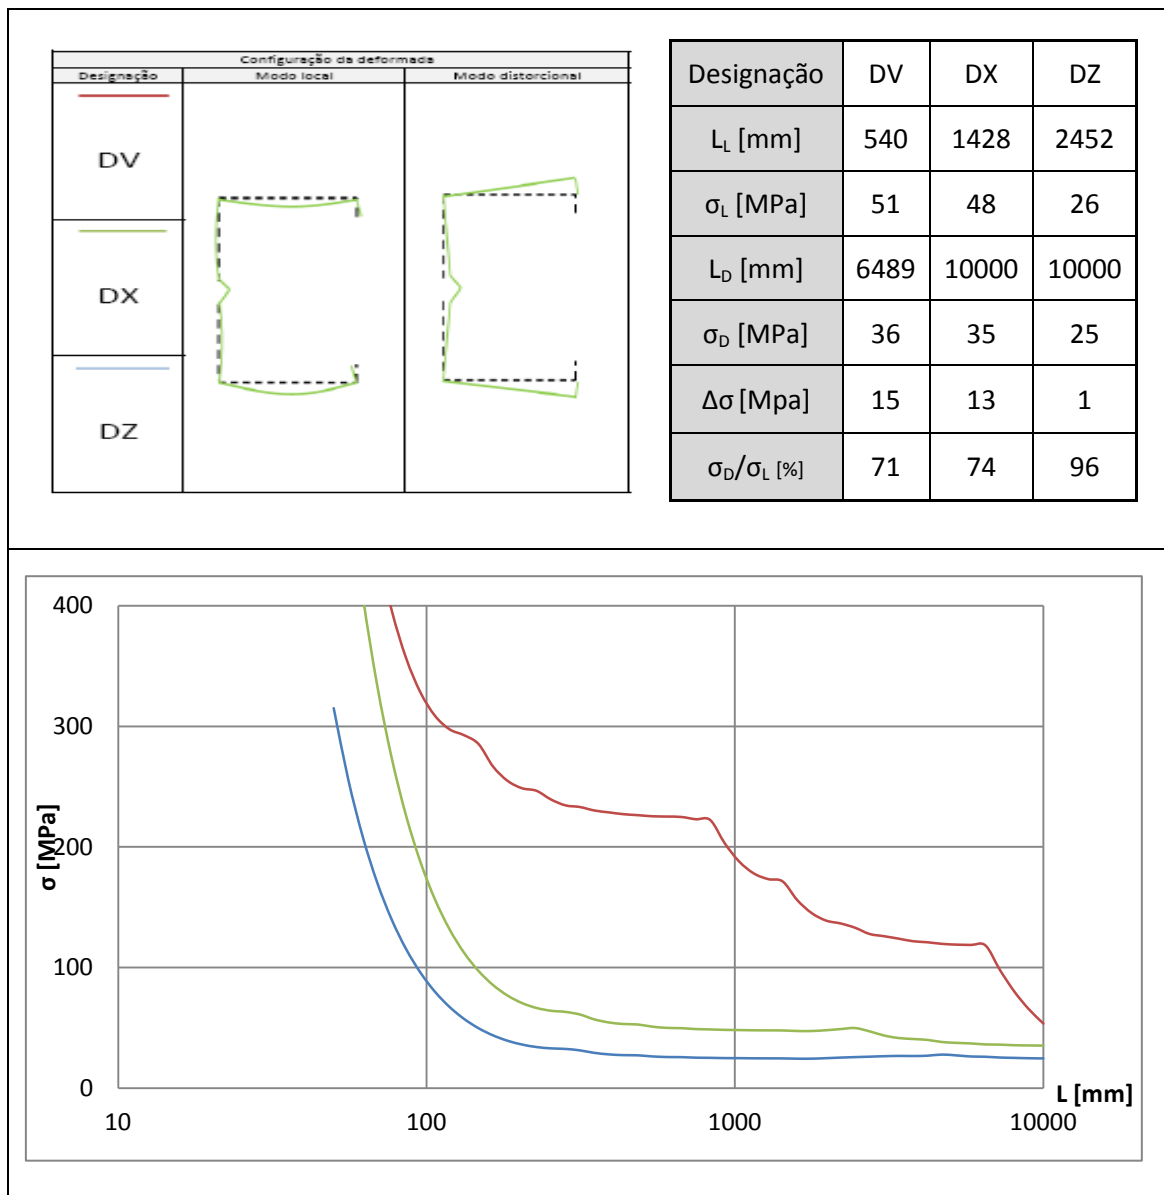 Configuração da deformada
Designação Modo local Modo distorcional
DV
DX
DZ
Designação DV DX DZ
L_L [mm] 540 1428 2452
σ_L [MPa] 51 48 26
L_D [mm] 6489 10000 10000
σ_D [MPa] 36 35 25
Δσ [Mpa] 15 13 1
σ_D/σ_L [%] 71 74 96
400
300
200
100
0
σ [MPa]
10 100 1000 10000
L [mm]